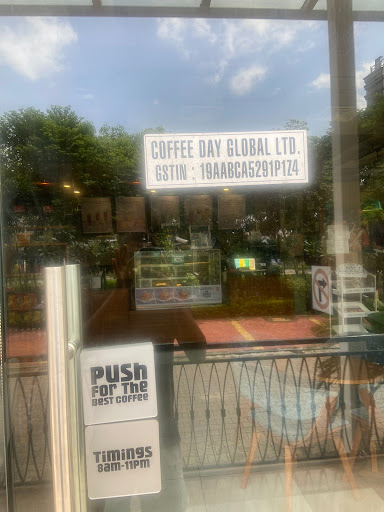 COFFEE DAY GLOBAL LTD.
GSTIN : 19AABCA5291P1Z4
PUSH
FOR THE
BEST COFFEE
TIMINGS
8am-11PM